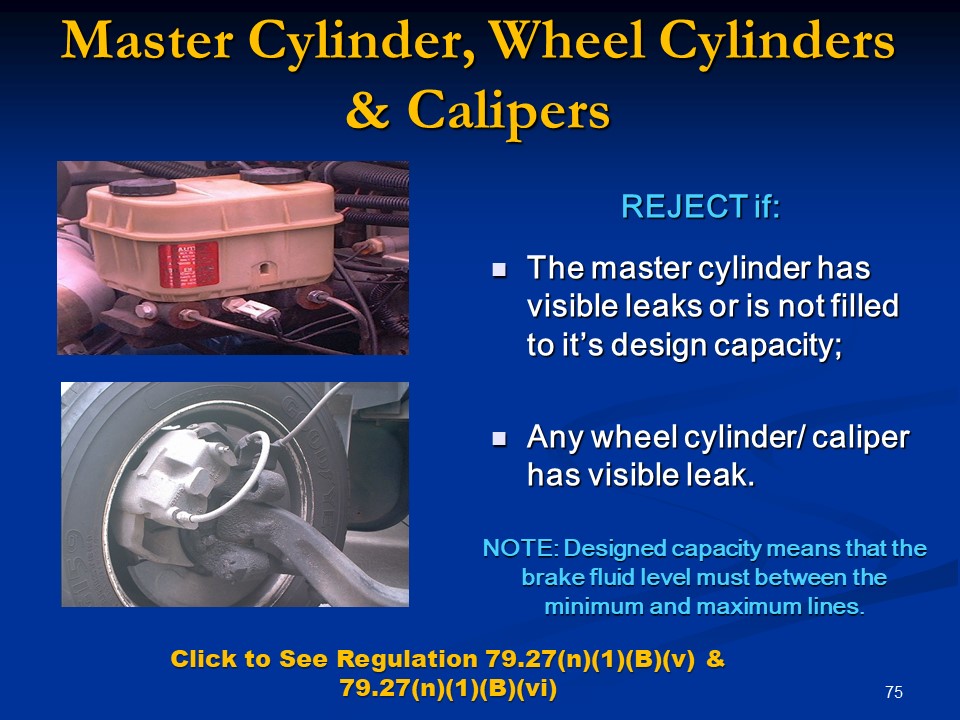 Master Cylinder, Wheel Cylinders
& Calipers
REJECT if:
The master cylinder has
visible leaks or is not filled
to it’s design capacity;
Any wheel cylinder/ caliper
has visible leak.
NOTE: Designed capacity means that the
brake fluid level must between the
minimum and maximum lines.
Click to See Regulation 79.27(n)(1)(B)(v) &
79.27(n)(1)(B)(vi)
75